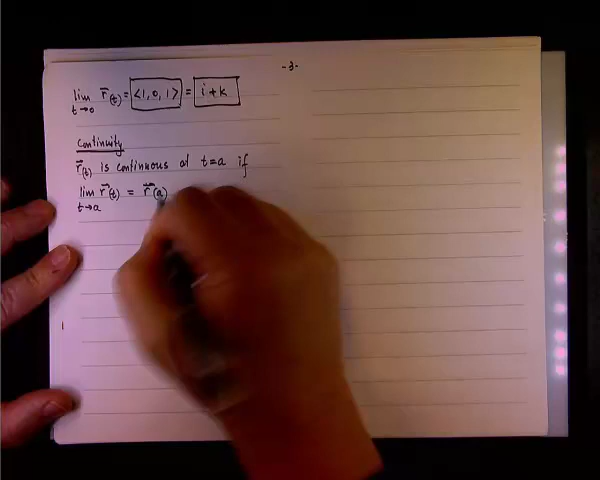 -3-
lim r⃗(t) = <1, 0, 1> = i+k
t→0
Continuity
r⃗(t) is continuous at t=a if
lim r⃗(t) = r⃗(a)
t→a